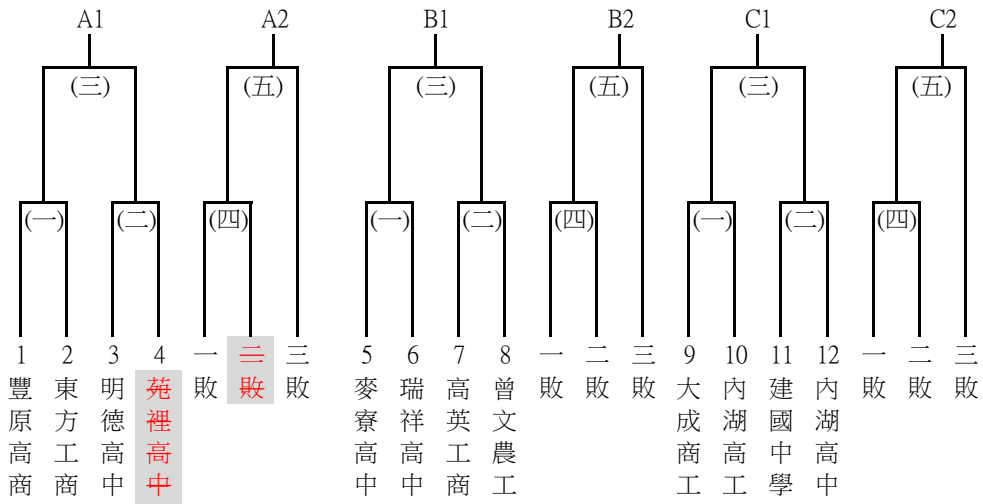 A1 A2 B1 B2 C1 C2
(三) (五) (三) (五) (三) (五)
(一) (二) (四) (一) (二) (四) (一) (二) (四)
1 豐原高商
2 東方工商
3 明德高中
4 苑裡高中
一敗
二敗
三敗
5 麥寮高中
6 瑞祥高中
7 高英工商
8 曾文農工
一敗
二敗
三敗
9 大成商工
10 內湖高工
11 建國中學
12 內湖高中
一敗
二敗
三敗